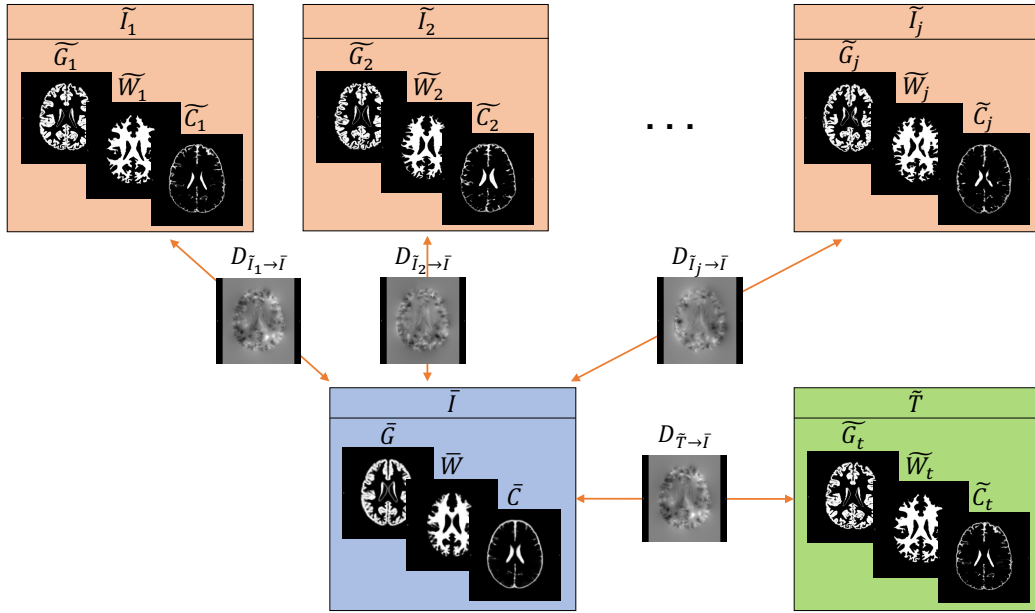 Ĩ₁
G̃₁
W̃₁
C̃₁
Ĩ₂
G̃₂
W̃₂
C̃₂
. . .
Ĩⱼ
G̃ⱼ
W̃ⱼ
C̃ⱼ
D_{Ĩ₁→Ī}
D_{Ĩ₂→Ī}
D_{Ĩⱼ→Ī}
Ī
Ḡ
W̄
C̄
D_{T̃→Ī}
T̃
G̃ₜ
W̃ₜ
C̃ₜ